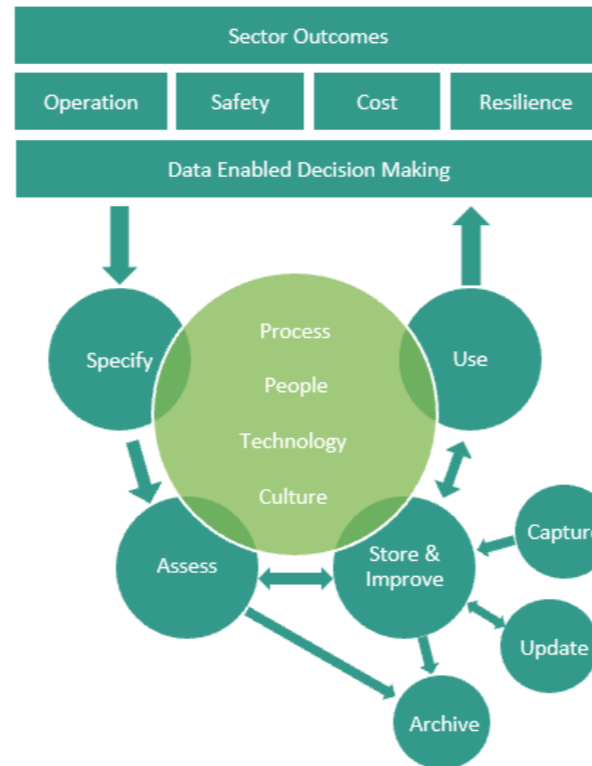 Sector Outcomes
Operation
Safety
Cost
Resilience
Data Enabled Decision Making
Specify
Process
People
Technology
Culture
Use
Assess
Store &
Improve
Capture
Update
Archive